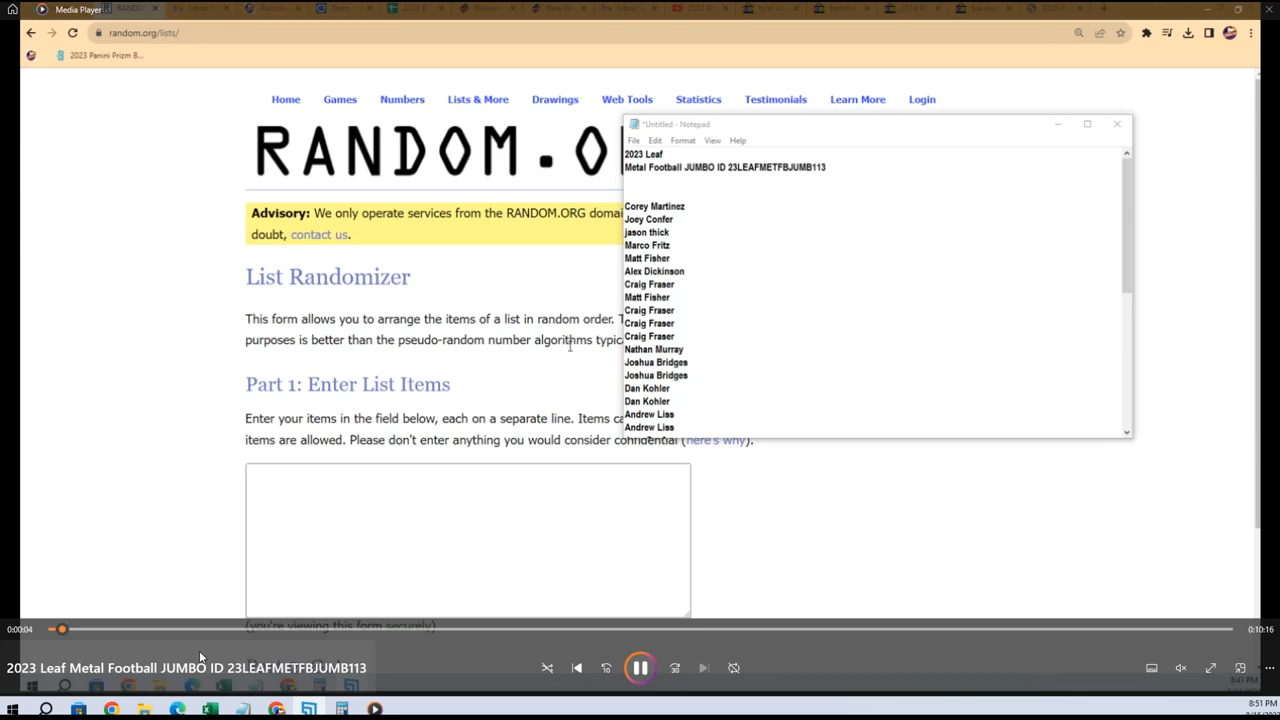 Media Player
random.org/lists/
2023 Panini Prizm B...
Home Games Numbers Lists & More Drawings Web Tools Statistics Testimonials Learn More Login
RANDOM.O
Advisory: We only operate services from the RANDOM.ORG domai
doubt, contact us.
List Randomizer
This form allows you to arrange the items of a list in random order. T
purposes is better than the pseudo-random number algorithms typic
Part 1: Enter List Items
Enter your items in the field below, each on a separate line. Items ca
items are allowed. Please don't enter anything you would consider confidential (here's why).
(you're viewing this form securely)
*Untitled - Notepad
File Edit Format View Help
2023 Leaf
Metal Football JUMBO ID 23LEAFMETFBJUMB113
Corey Martinez
Joey Confer
jason thick
Marco Fritz
Matt Fisher
Alex Dickinson
Craig Fraser
Matt Fisher
Craig Fraser
Craig Fraser
Craig Fraser
Nathan Murray
Joshua Bridges
Joshua Bridges
Dan Kohler
Dan Kohler
Andrew Liss
Andrew Liss
0:00:04
0:10:16
2023 Leaf Metal Football JUMBO ID 23LEAFMETFBJUMB113
10
30
8:41 PM
8:51 PM